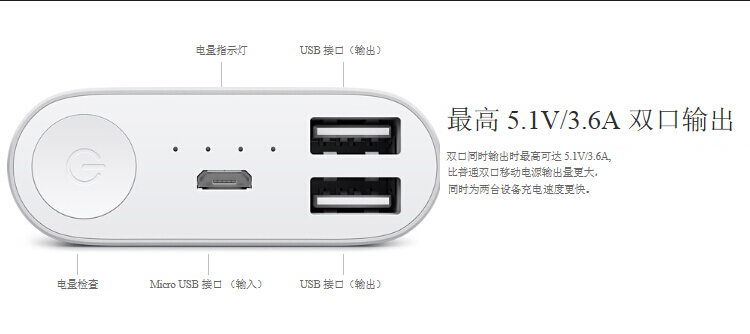 电量指示灯
USB 接口（输出）
最高 5.1V/3.6A 双口输出
双口同时输出时最高可达 5.1V/3.6A,
比普通双口移动电源输出量更大.
同时为两台设备充电速度更快。
电量检查
Micro USB 接口 （输入）
USB 接口（输出）